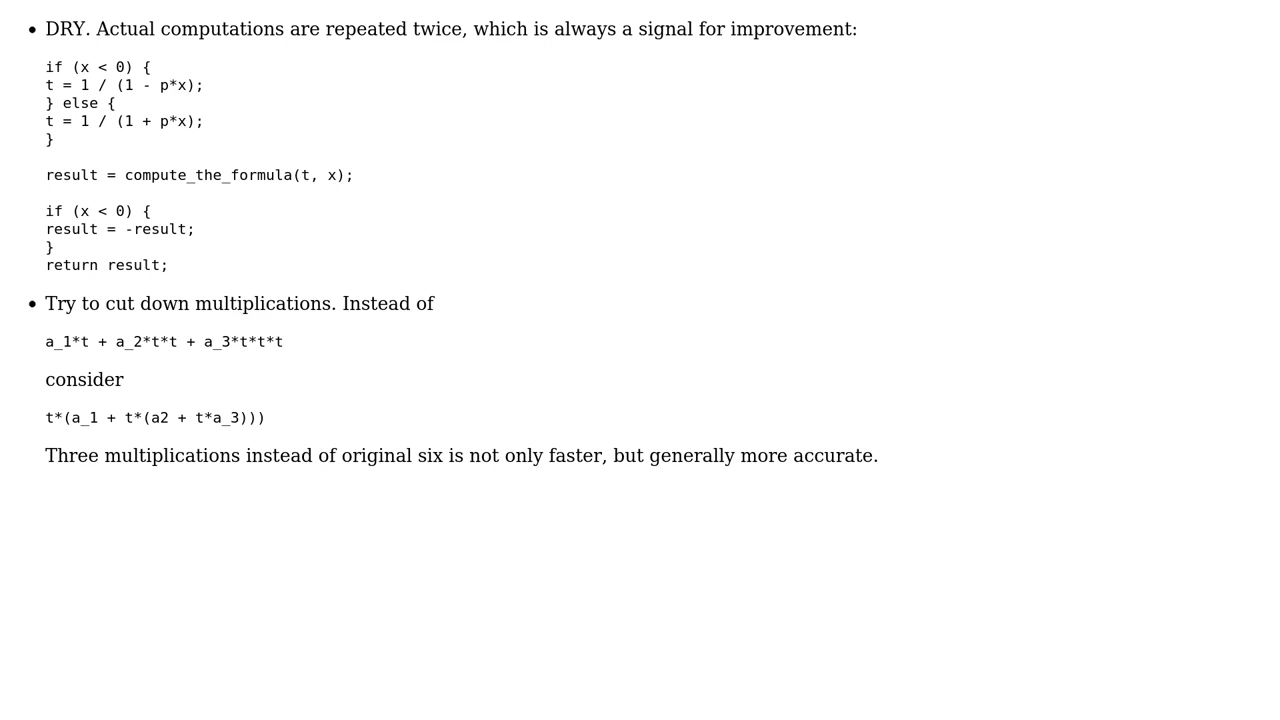 • DRY. Actual computations are repeated twice, which is always a signal for improvement:
if (x < 0) {
t = 1 / (1 - p*x);
} else {
t = 1 / (1 + p*x);
}
result = compute_the_formula(t, x);
if (x < 0) {
result = -result;
}
return result;
• Try to cut down multiplications. Instead of
a_1*t + a_2*t*t + a_3*t*t*t
consider
t*(a_1 + t*(a2 + t*a_3)))
Three multiplications instead of original six is not only faster, but generally more accurate.